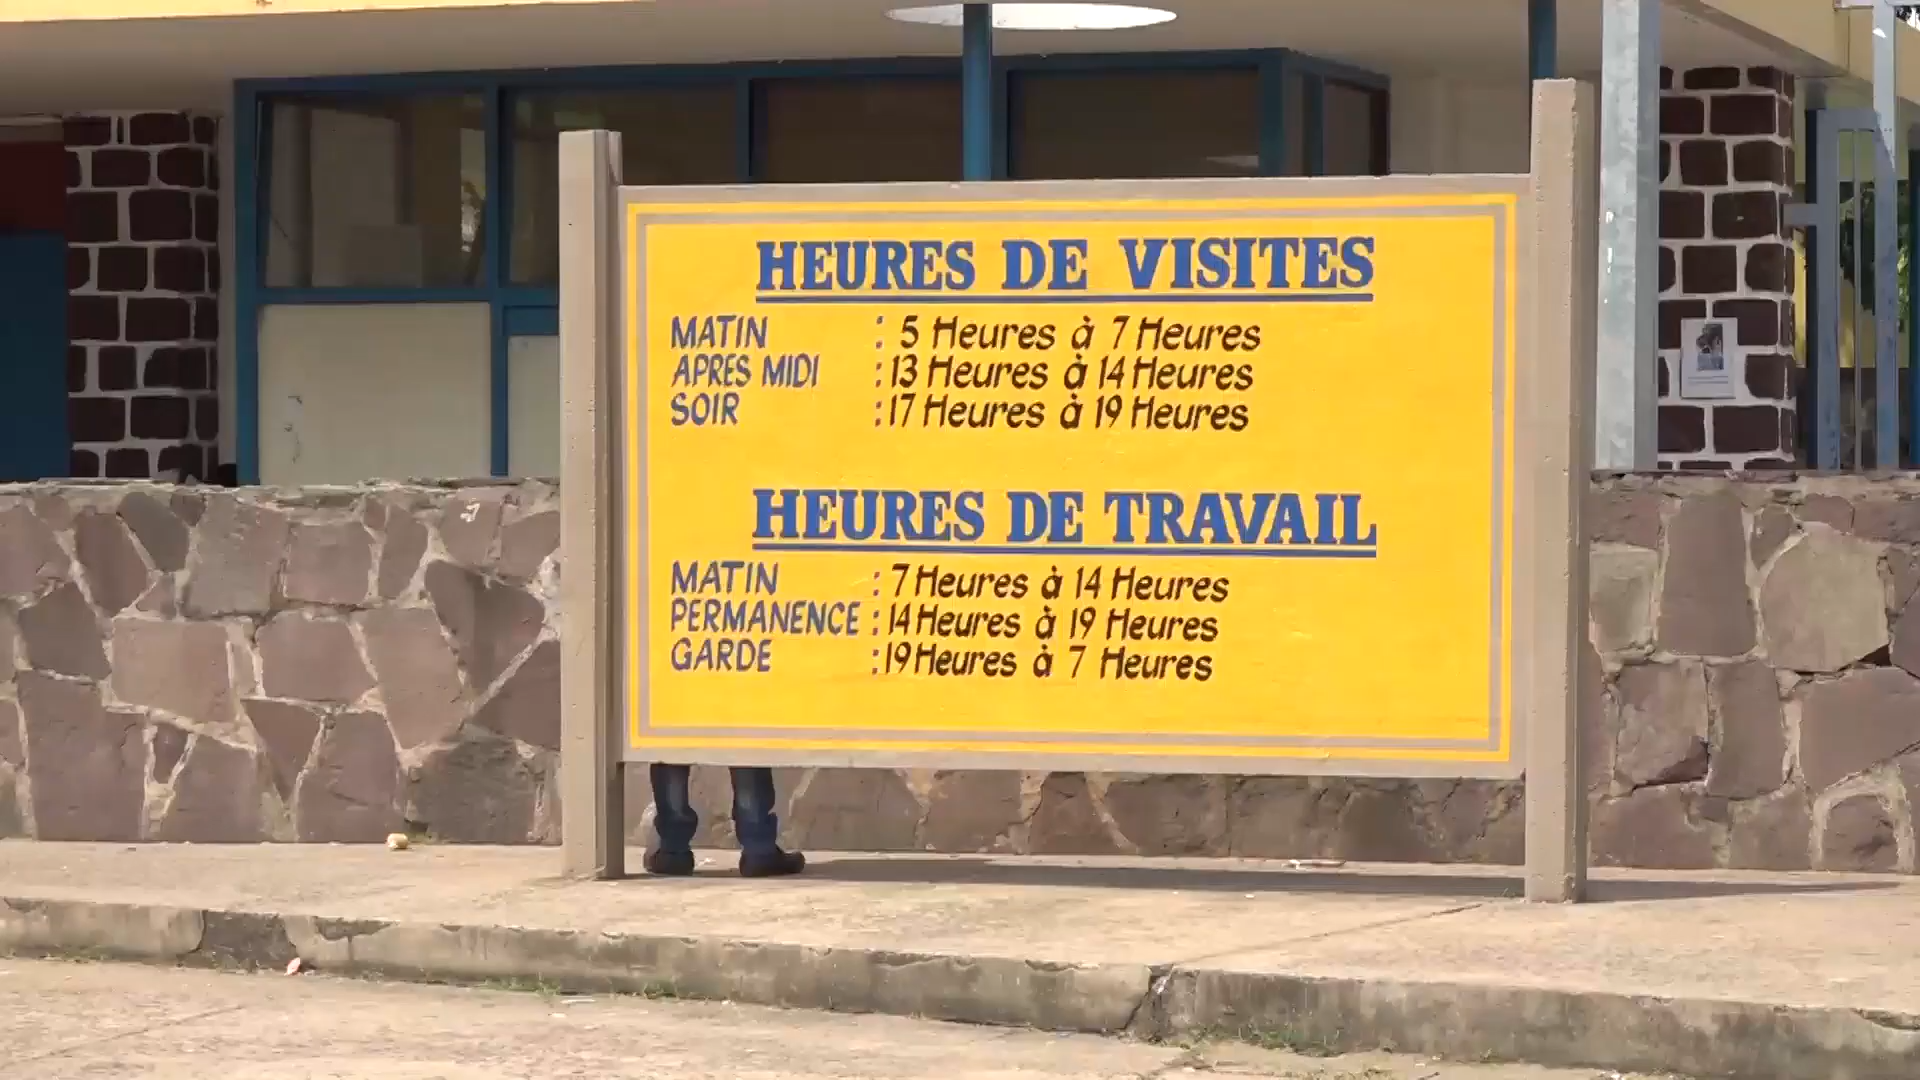 HEURES DE VISITES
MATIN : 5 Heures à 7 Heures
APRES MIDI : 13 Heures à 14 Heures
SOIR : 17 Heures à 19 Heures
HEURES DE TRAVAIL
MATIN : 7 Heures à 14 Heures
PERMANENCE : 14 Heures à 19 Heures
GARDE : 19 Heures à 7 Heures